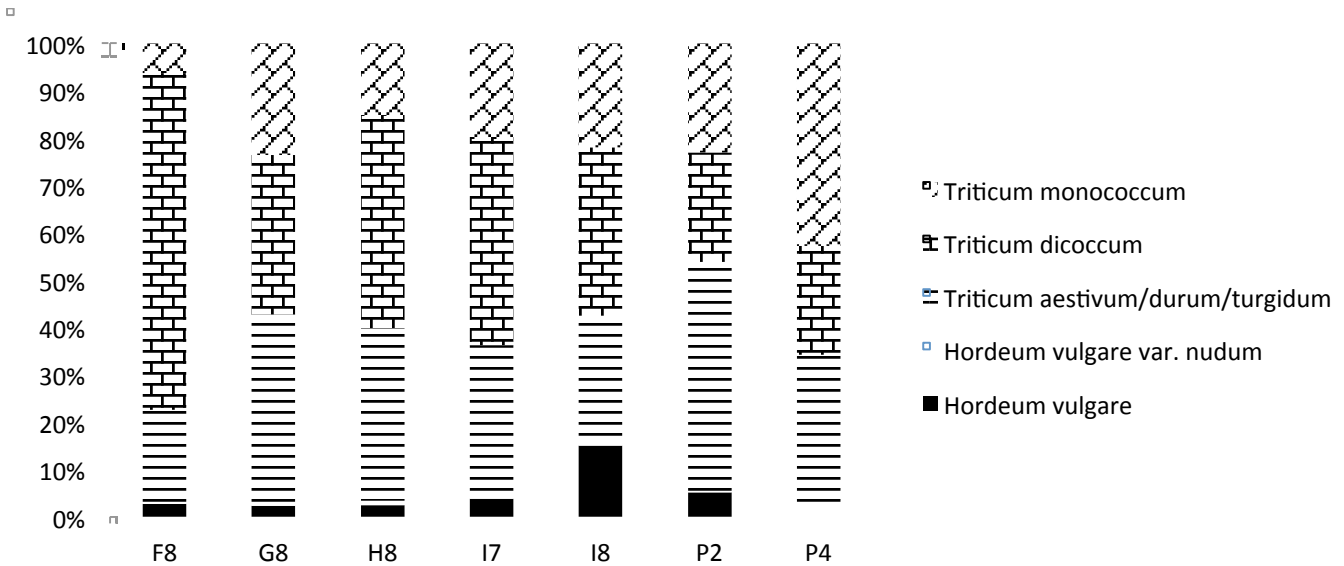 100%
90%
80%
70%
60%
50%
40%
30%
20%
10%
0%
F8 G8 H8 I7 I8 P2 P4
Triticum monococcum
Triticum dicoccum
Triticum aestivum/durum/turgidum
Hordeum vulgare var. nudum
Hordeum vulgare